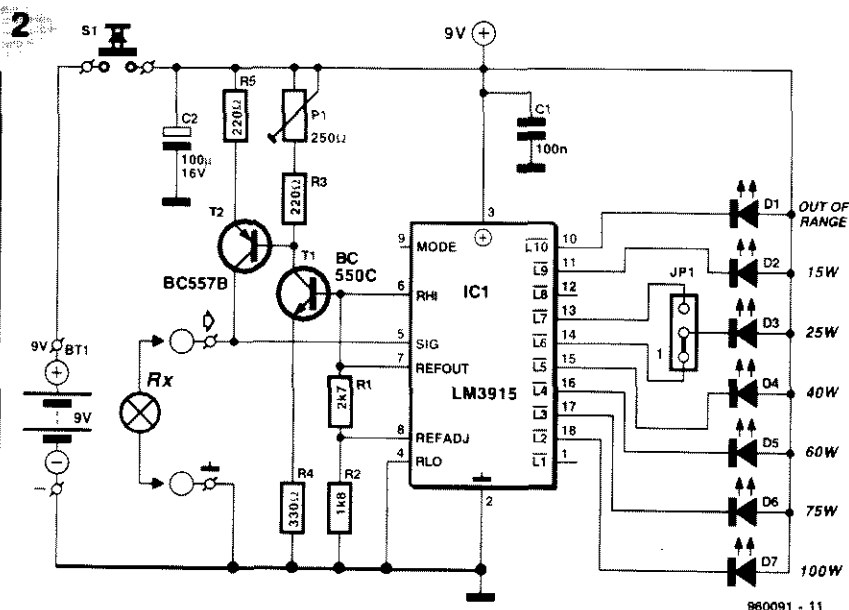 2
S1
9V
R5
220Ω
P1
250Ω
C2
100µ
16V
C1
100n
R3
220Ω
T2
BC557B
T1
BC
550C
3
9 MODE
6 RHI
5 SIG
7 REFOUT
8 REFADJ
4 RLO
IC1
LM3915
L10 10
L9 11
L8 12
L7 13
L6 14
L5 15
L4 16
L3 17
L2 18
L1 1
2
R1
2k7
R2
1k8
R4
330Ω
JP1
1
D1 OUT OF
RANGE
D2 15W
D3 25W
D4 40W
D5 60W
D6 75W
D7 100W
9V BT1
9V
Rx
960091 - 11